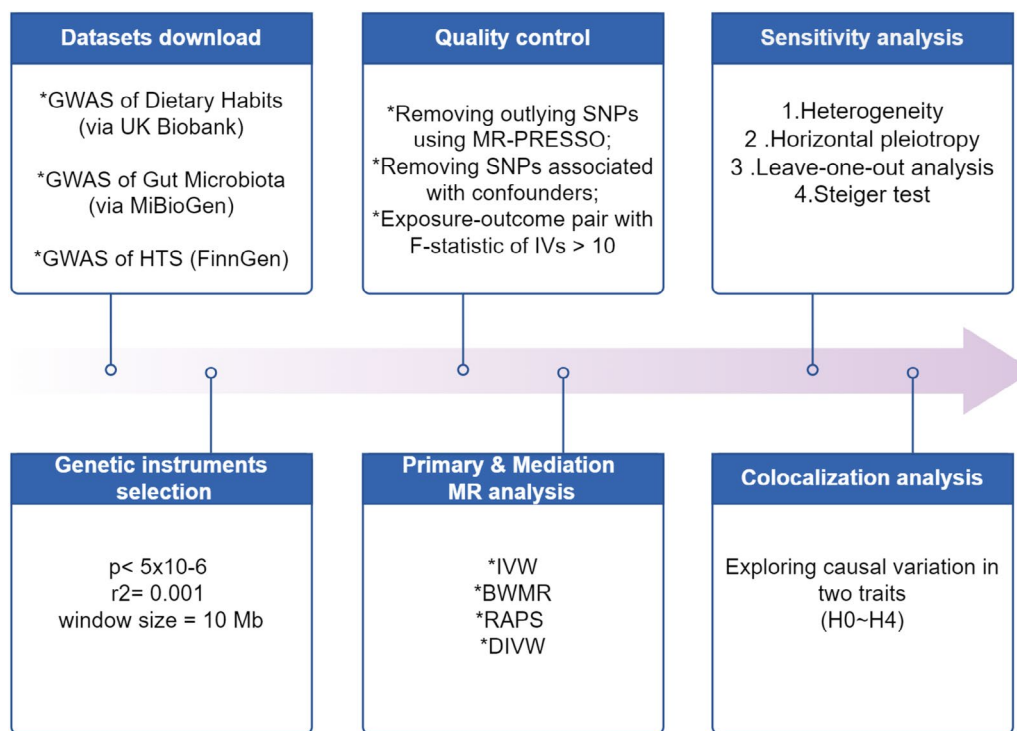 Datasets download
*GWAS of Dietary Habits
(via UK Biobank)
*GWAS of Gut Microbiota
(via MiBioGen)
*GWAS of HTS (FinnGen)
Quality control
*Removing outlying SNPs
using MR-PRESSO;
*Removing SNPs associated
with confounders;
*Exposure-outcome pair with
F-statistic of IVs > 10
Sensitivity analysis
1.Heterogeneity
2 .Horizontal pleiotropy
3 .Leave-one-out analysis
4.Steiger test
Genetic instruments
selection
p< 5x10-6
r2= 0.001
window size = 10 Mb
Primary & Mediation
MR analysis
*IVW
*BWMR
*RAPS
*DIVW
Colocalization analysis
Exploring causal variation in
two traits
(H0~H4)